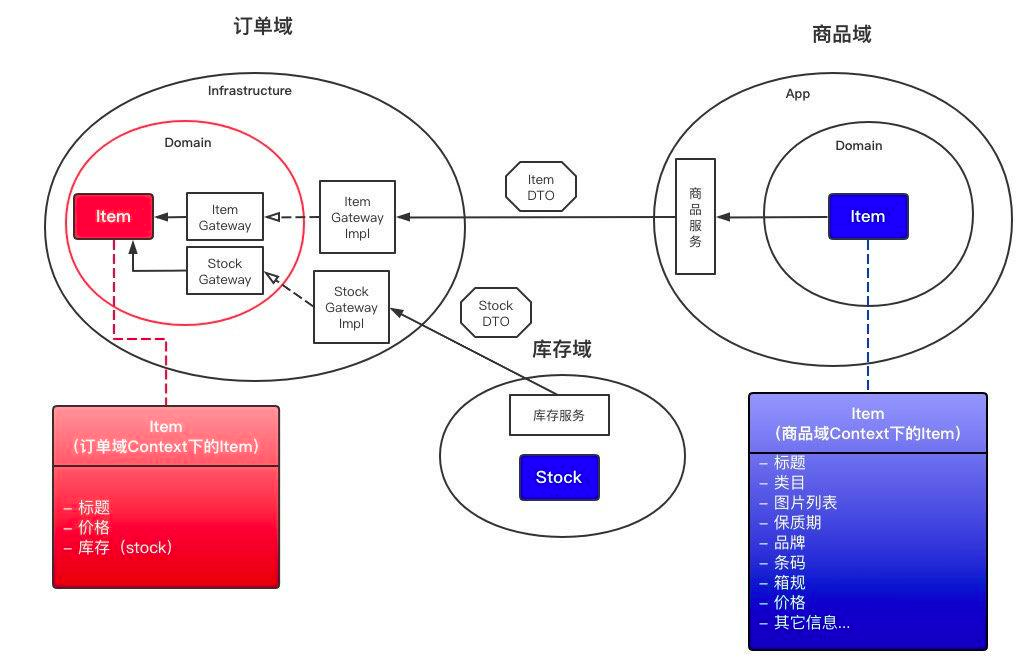 订单域
商品域
Infrastructure
App
Domain
Domain
Item
Item
Gateway
Item
Gateway
Impl
Item
DTO
商
品
服
务
Item
Stock
Gateway
Stock
Gateway
Impl
Stock
DTO
库存域
库存服务
Stock
Item
（订单域Context下的Item）
– 标题
– 价格
– 库存（stock）
Item
（商品域Context下的Item）
– 标题
– 类目
– 图片列表
– 保质期
– 品牌
– 条码
– 箱规
– 价格
– 其它信息...